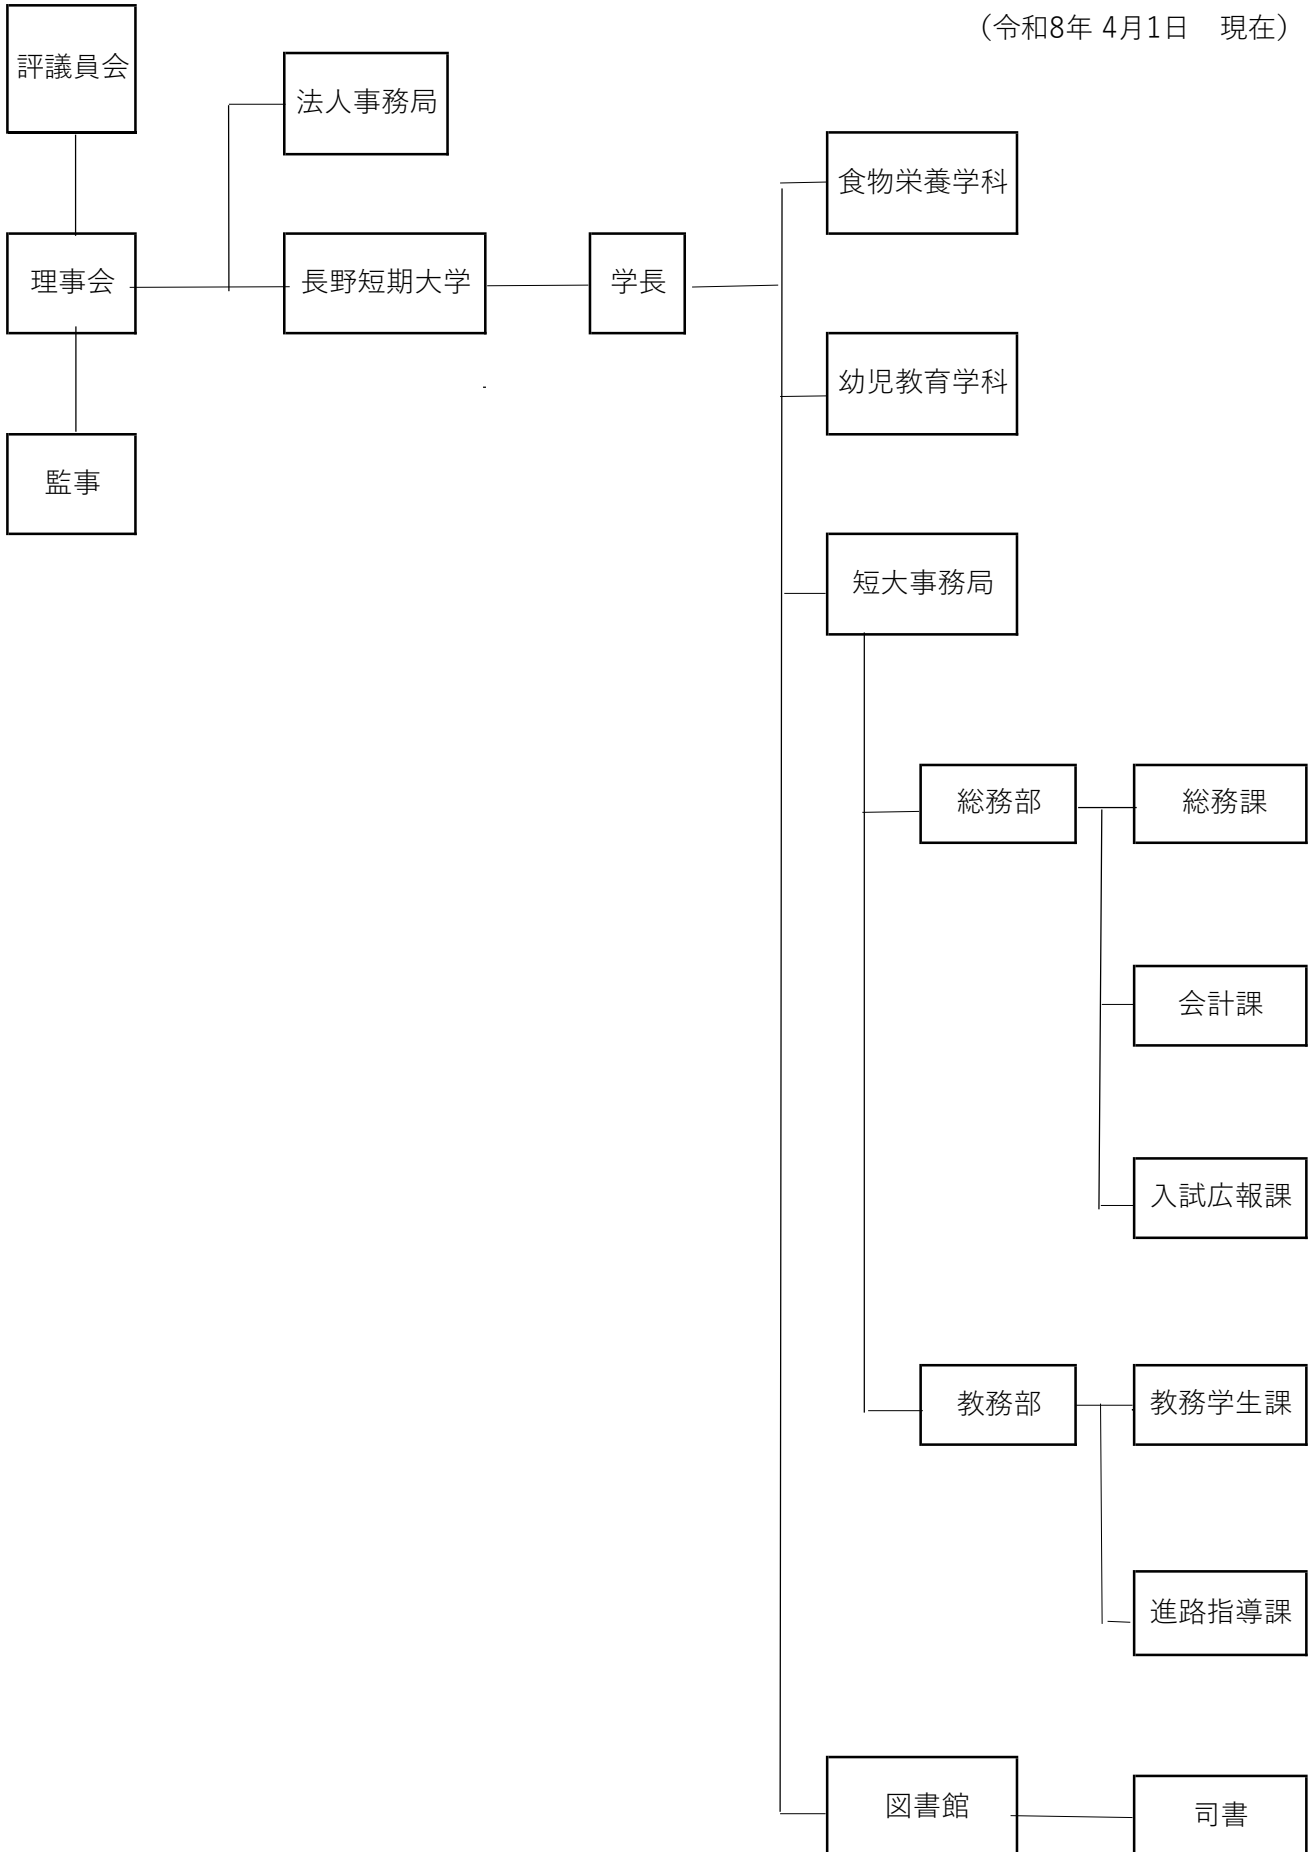 （令和8年 4月1日　現在）
評議員会
法人事務局
食物栄養学科
理事会
長野短期大学
学長
幼児教育学科
監事
短大事務局
総務部
総務課
会計課
入試広報課
教務部
教務学生課
進路指導課
図書館
司書